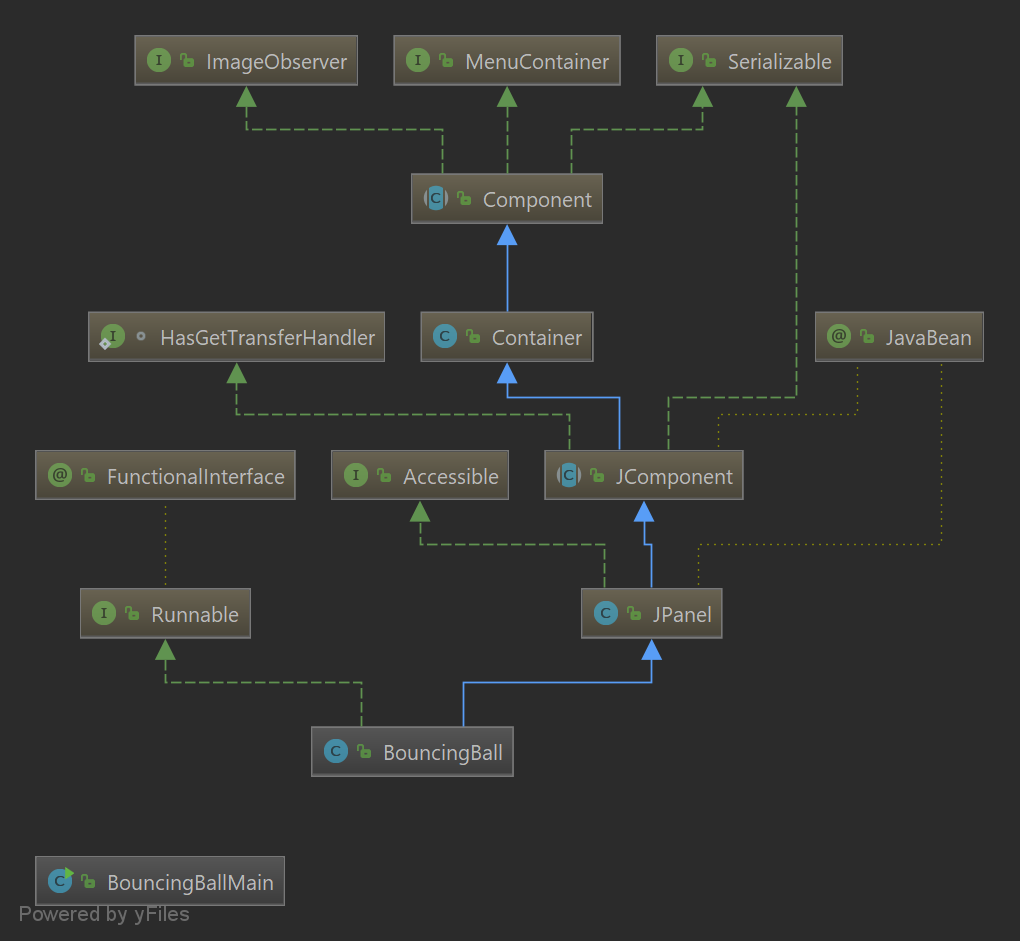 ImageObserver
MenuContainer
Serializable
Component
HasGetTransferHandler
Container
JavaBean
FunctionalInterface
Accessible
JComponent
Runnable
JPanel
BouncingBall
BouncingBallMain
Powered by yFiles